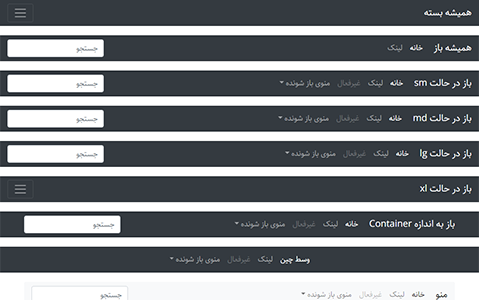 همیشه بسته
همیشه باز خانه لینک جستجو
باز در حالت sm خانه لینک غیرفعال منوی باز شونده جستجو
باز در حالت md خانه لینک غیرفعال منوی باز شونده جستجو
باز در حالت lg خانه لینک غیرفعال منوی باز شونده جستجو
باز در حالت xl
باز به اندازه Container خانه لینک غیرفعال منوی باز شونده جستجو
وسط چین لینک غیرفعال منوی باز شونده
منو خانه لینک غیرفعال منوی باز شونده جستجو